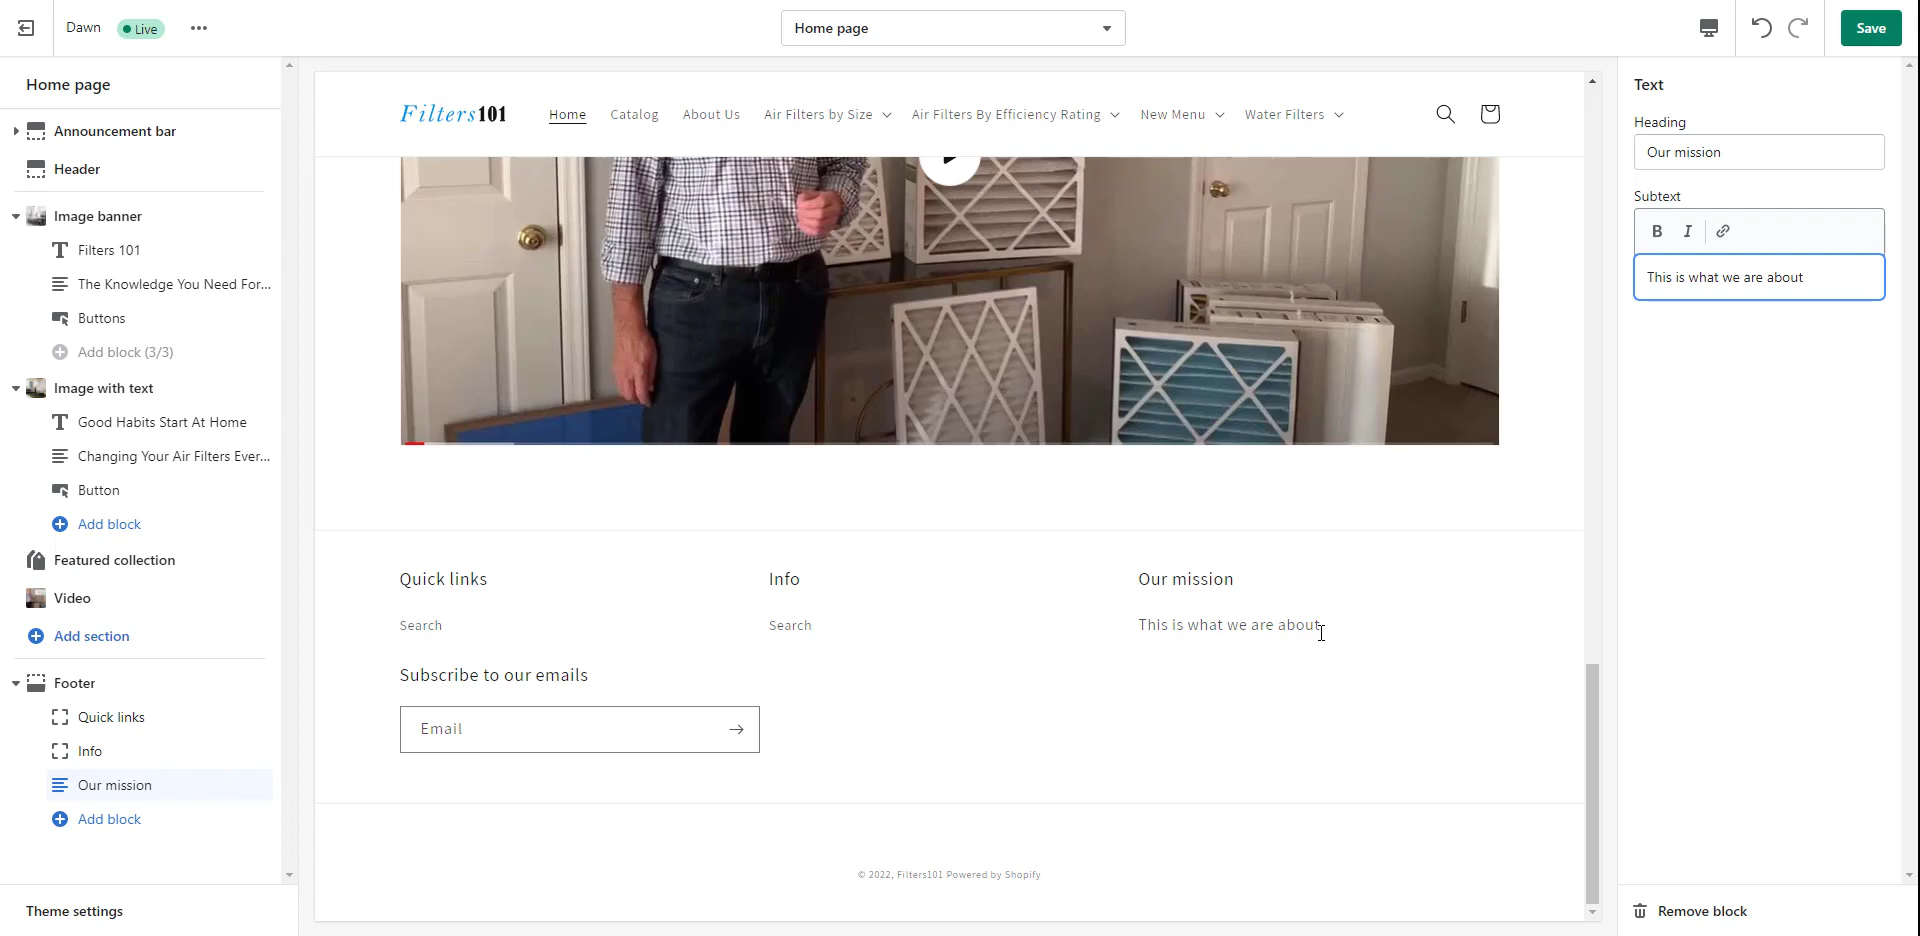 Dawn
Live
Home page
Save
Home page
Announcement bar
Header
Image banner
Filters 101
The Knowledge You Need For...
Buttons
Add block (3/3)
Image with text
Good Habits Start At Home
Changing Your Air Filters Ever...
Button
Add block
Featured collection
Video
Add section
Footer
Quick links
Info
Our mission
Add block
Theme settings
Filters101
Home
Catalog
About Us
Air Filters by Size
Air Filters By Efficiency Rating
New Menu
Water Filters
Quick links
Search
Info
Search
Our mission
This is what we are about
Subscribe to our emails
Email
© 2022, Filters101 Powered by Shopify
Text
Heading
Our mission
Subtext
B I
This is what we are about
Remove block